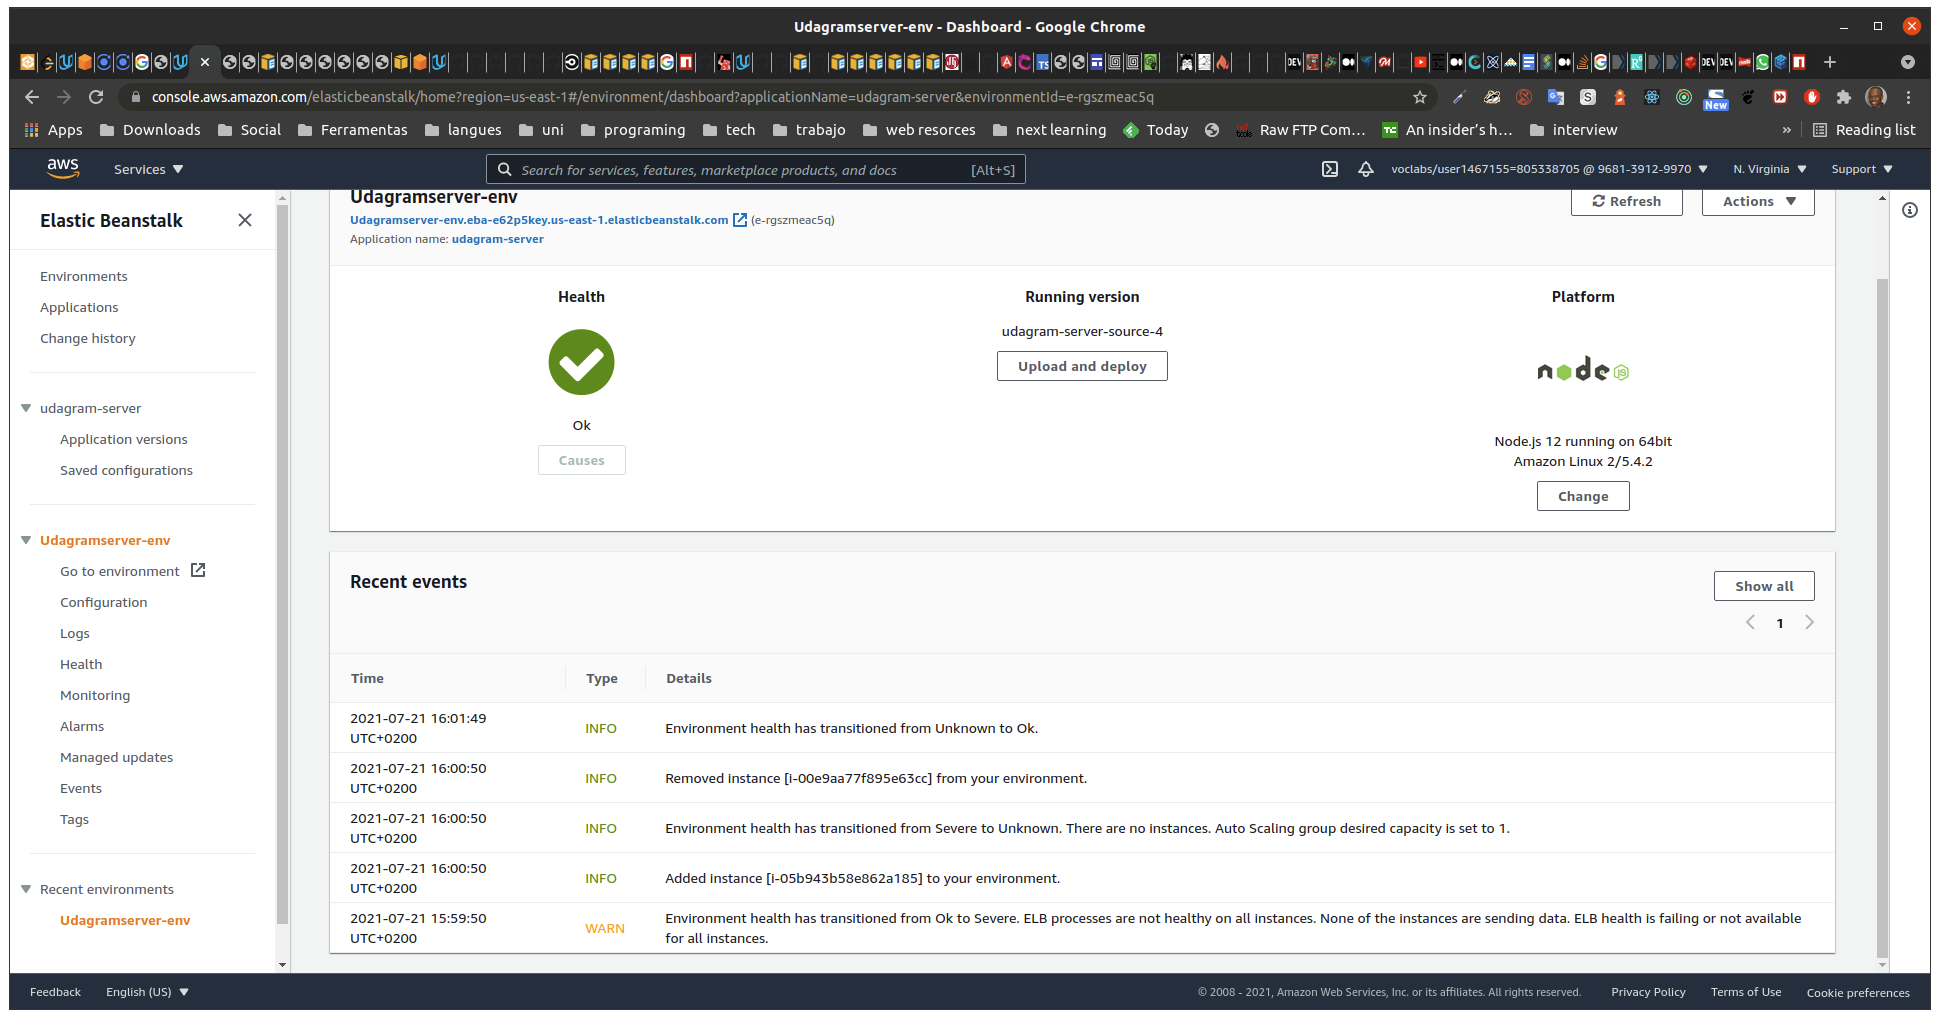 Udagramserver-env - Dashboard - Google Chrome
console.aws.amazon.com/elasticbeanstalk/home?region=us-east-1#/environment/dashboard?applicationName=udagram-server&environmentId=e-rgszmeac5q
New
Apps Downloads Social Ferramentas langues uni programing tech trabajo web resorces next learning Today Raw FTP Com... An insider's h... interview » Reading list
aws Services Search for services, features, marketplace products, and docs [Alt+S] voclabs/user1467155=805338705 @ 9681-3912-9970 N. Virginia Support
Elastic Beanstalk
Environments
Applications
Change history
udagram-server
Application versions
Saved configurations
Udagramserver-env
Go to environment
Configuration
Logs
Health
Monitoring
Alarms
Managed updates
Events
Tags
Recent environments
Udagramserver-env
Udagramserver-env
Refresh Actions
Udagramserver-env.eba-e62p5key.us-east-1.elasticbeanstalk.com (e-rgszmeac5q)
Application name: udagram-server
Health
Ok
Causes
Running version
udagram-server-source-4
Upload and deploy
Platform
node JS
Node.js 12 running on 64bit
Amazon Linux 2/5.4.2
Change
Recent events
Show all
1
Time Type Details
2021-07-21 16:01:49
UTC+0200
INFO
Environment health has transitioned from Unknown to Ok.
2021-07-21 16:00:50
UTC+0200
INFO
Removed instance [i-00e9aa77f895e63cc] from your environment.
2021-07-21 16:00:50
UTC+0200
INFO
Environment health has transitioned from Severe to Unknown. There are no instances. Auto Scaling group desired capacity is set to 1.
2021-07-21 16:00:50
UTC+0200
INFO
Added instance [i-05b943b58e862a185] to your environment.
2021-07-21 15:59:50
UTC+0200
WARN
Environment health has transitioned from Ok to Severe. ELB processes are not healthy on all instances. None of the instances are sending data. ELB health is failing or not available
for all instances.
Feedback English (US) © 2008 - 2021, Amazon Web Services, Inc. or its affiliates. All rights reserved. Privacy Policy Terms of Use Cookie preferences